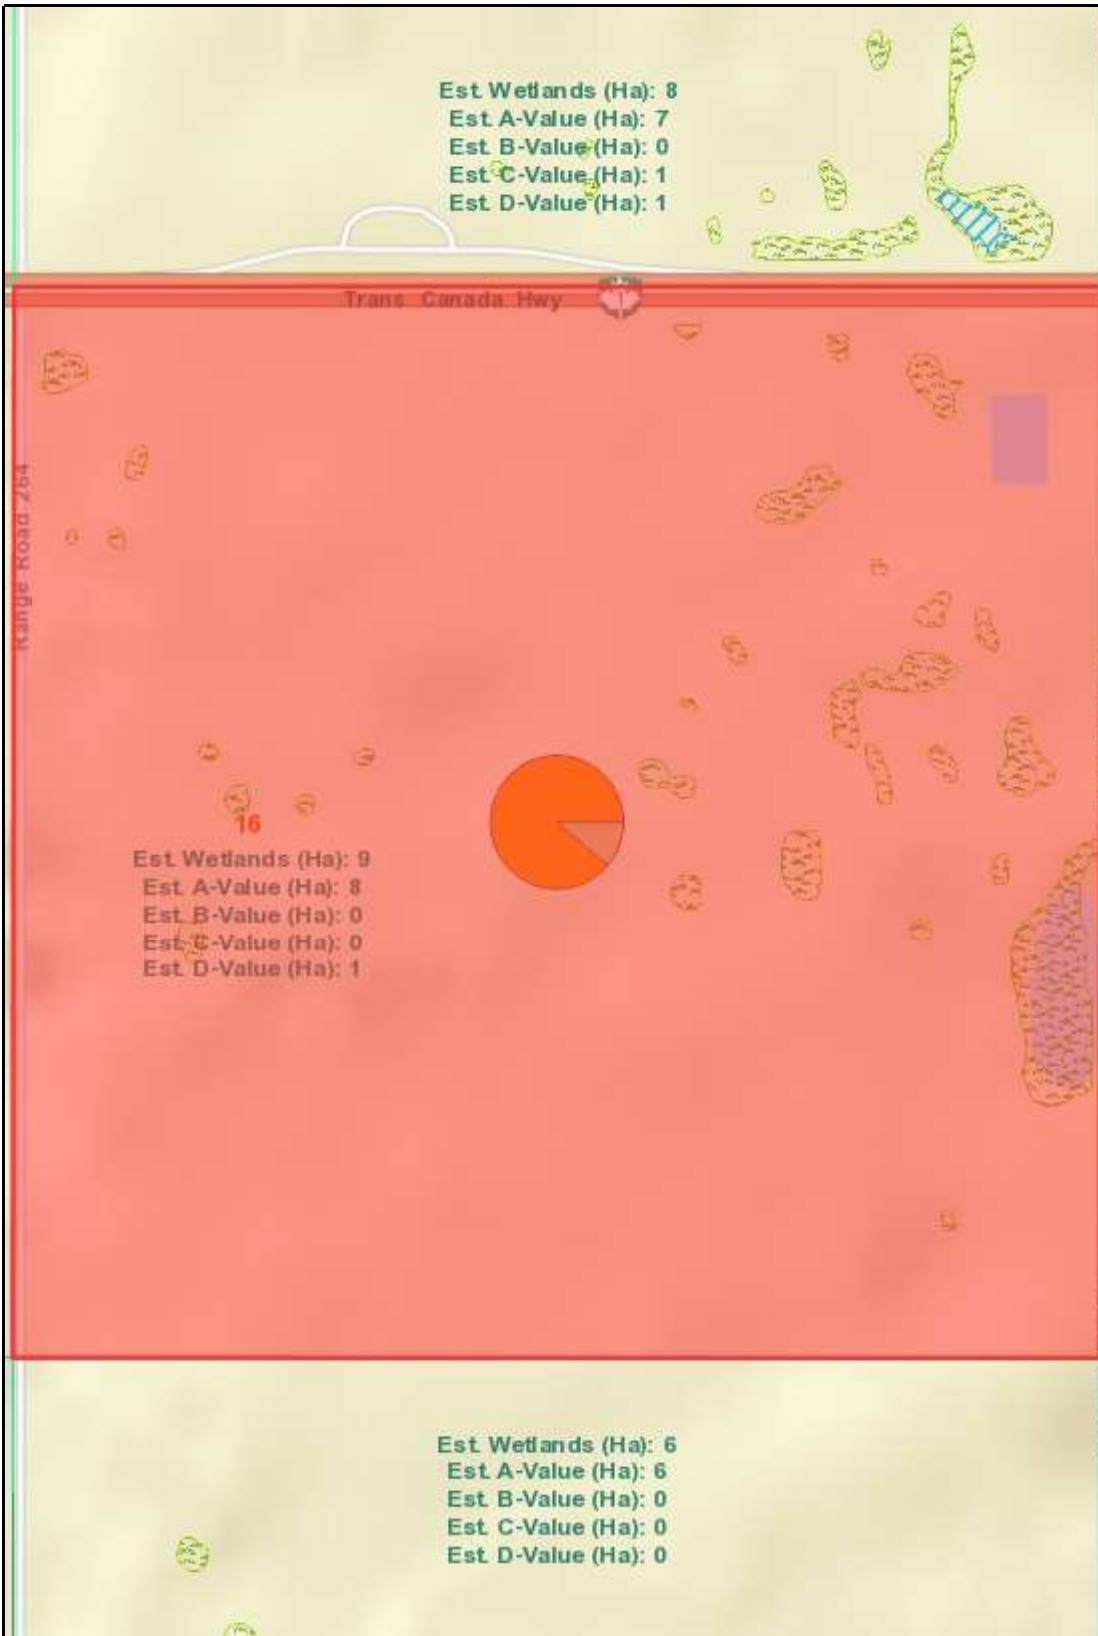 Est. Wetlands (Ha): 8
Est. A-Value (Ha): 7
Est. B-Value (Ha): 0
Est. C-Value (Ha): 1
Est. D-Value (Ha): 1
Trans Canada Hwy 1
Range Road 264
16
Est. Wetlands (Ha): 9
Est. A-Value (Ha): 8
Est. B-Value (Ha): 0
Est. C-Value (Ha): 0
Est. D-Value (Ha): 1
Est. Wetlands (Ha): 6
Est. A-Value (Ha): 6
Est. B-Value (Ha): 0
Est. C-Value (Ha): 0
Est. D-Value (Ha): 0